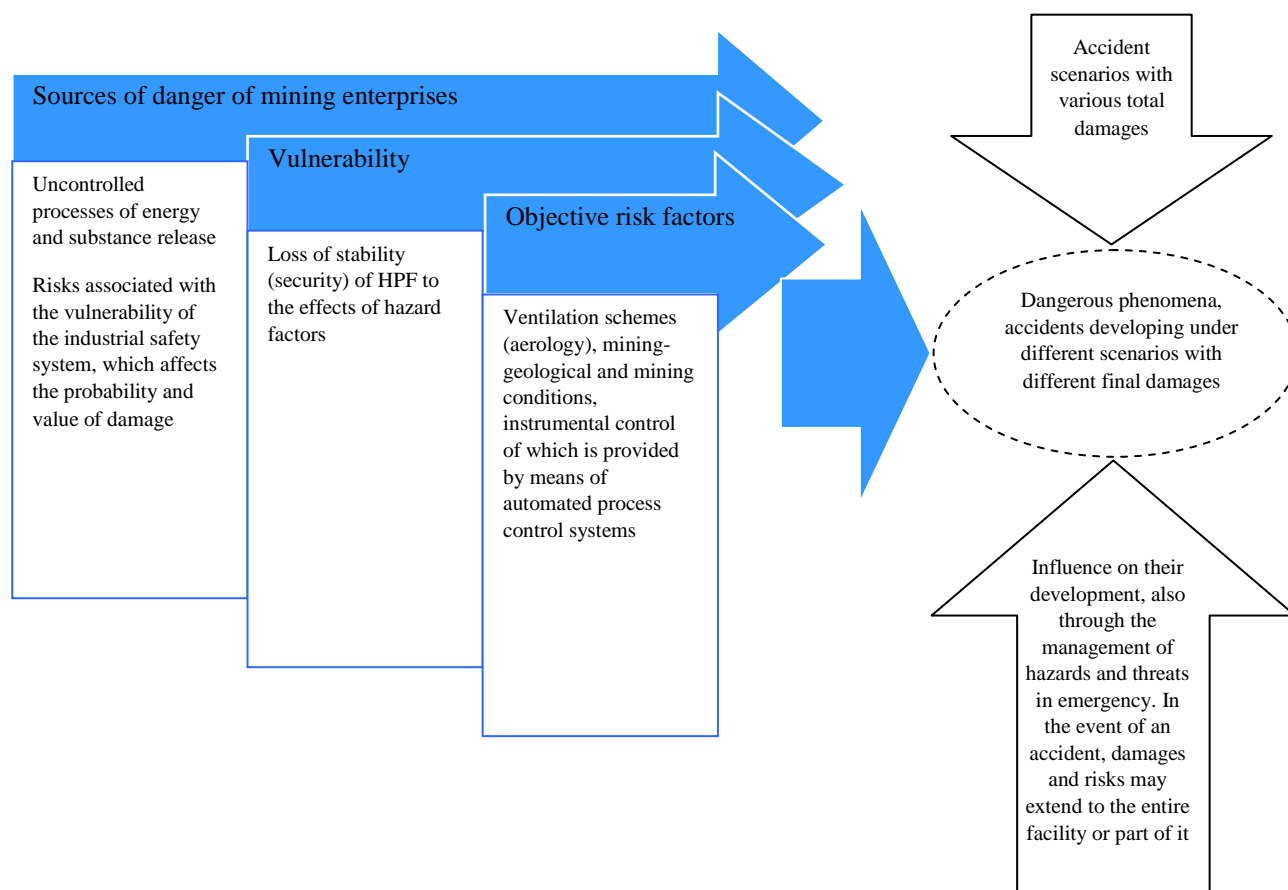 Sources of danger of mining enterprises
Uncontrolled
processes of energy
and substance release
Risks associated with
the vulnerability of
the industrial safety
system, which affects
the probability and
value of damage
Vulnerability
Loss of stability
(security) of HPF to
the effects of hazard
factors
Objective risk factors
Ventilation schemes
(aerology), mining-
geological and mining
conditions,
instrumental control
of which is provided
by means of
automated process
control systems
Accident
scenarios with
various total
damages
Dangerous phenomena,
accidents developing under
different scenarios with
different final damages
Influence on their
development, also
through the
management of
hazards and threats
in emergency. In
the event of an
accident, damages
and risks may
extend to the entire
facility or part of it